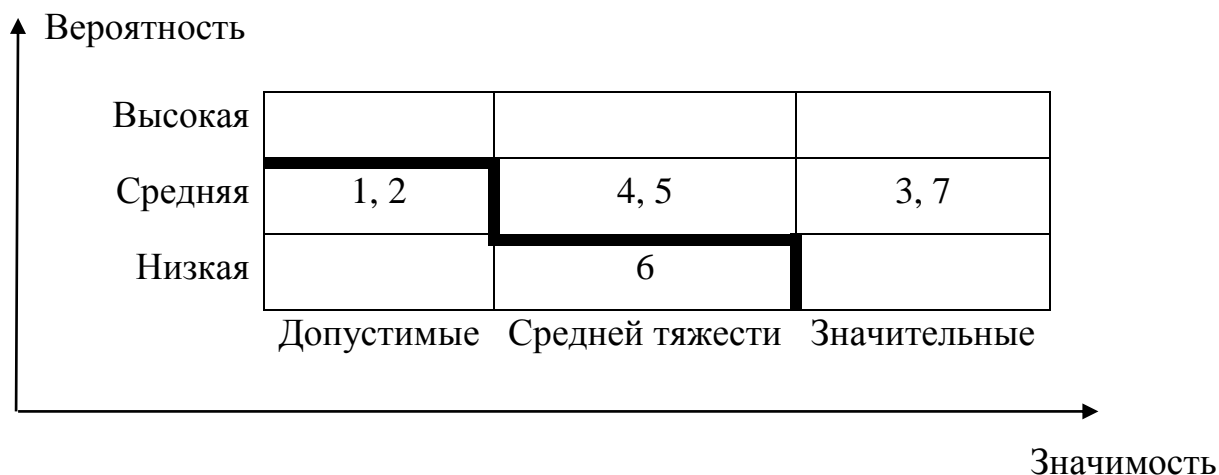 Вероятность
Высокая
Средняя 1, 2 4, 5 3, 7
Низкая 6
Допустимые Средней тяжести Значительные
Значимость